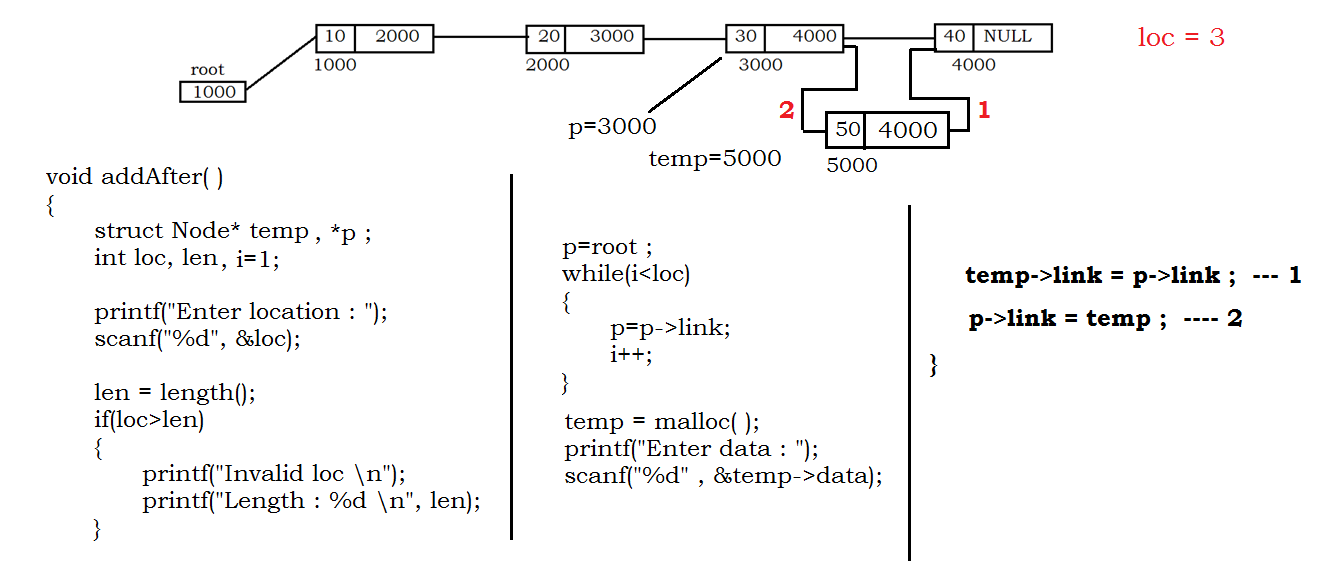 10 2000 20 3000 30 4000 40 NULL loc = 3
1000 2000 3000 4000
root
1000
2 1
p=3000 50 4000
temp=5000 5000
void addAfter( )
{
struct Node* temp , *p ;
int loc, len, i=1;
printf("Enter location : ");
scanf("%d", &loc);
len = length();
if(loc>len)
{
printf("Invalid loc \n");
printf("Length : %d \n", len);
}
p=root ;
while(i<loc)
{
p=p->link;
i++;
}
temp = malloc( );
printf("Enter data : ");
scanf("%d" , &temp->data);
temp->link = p->link ; --- 1
p->link = temp ; ---- 2
}